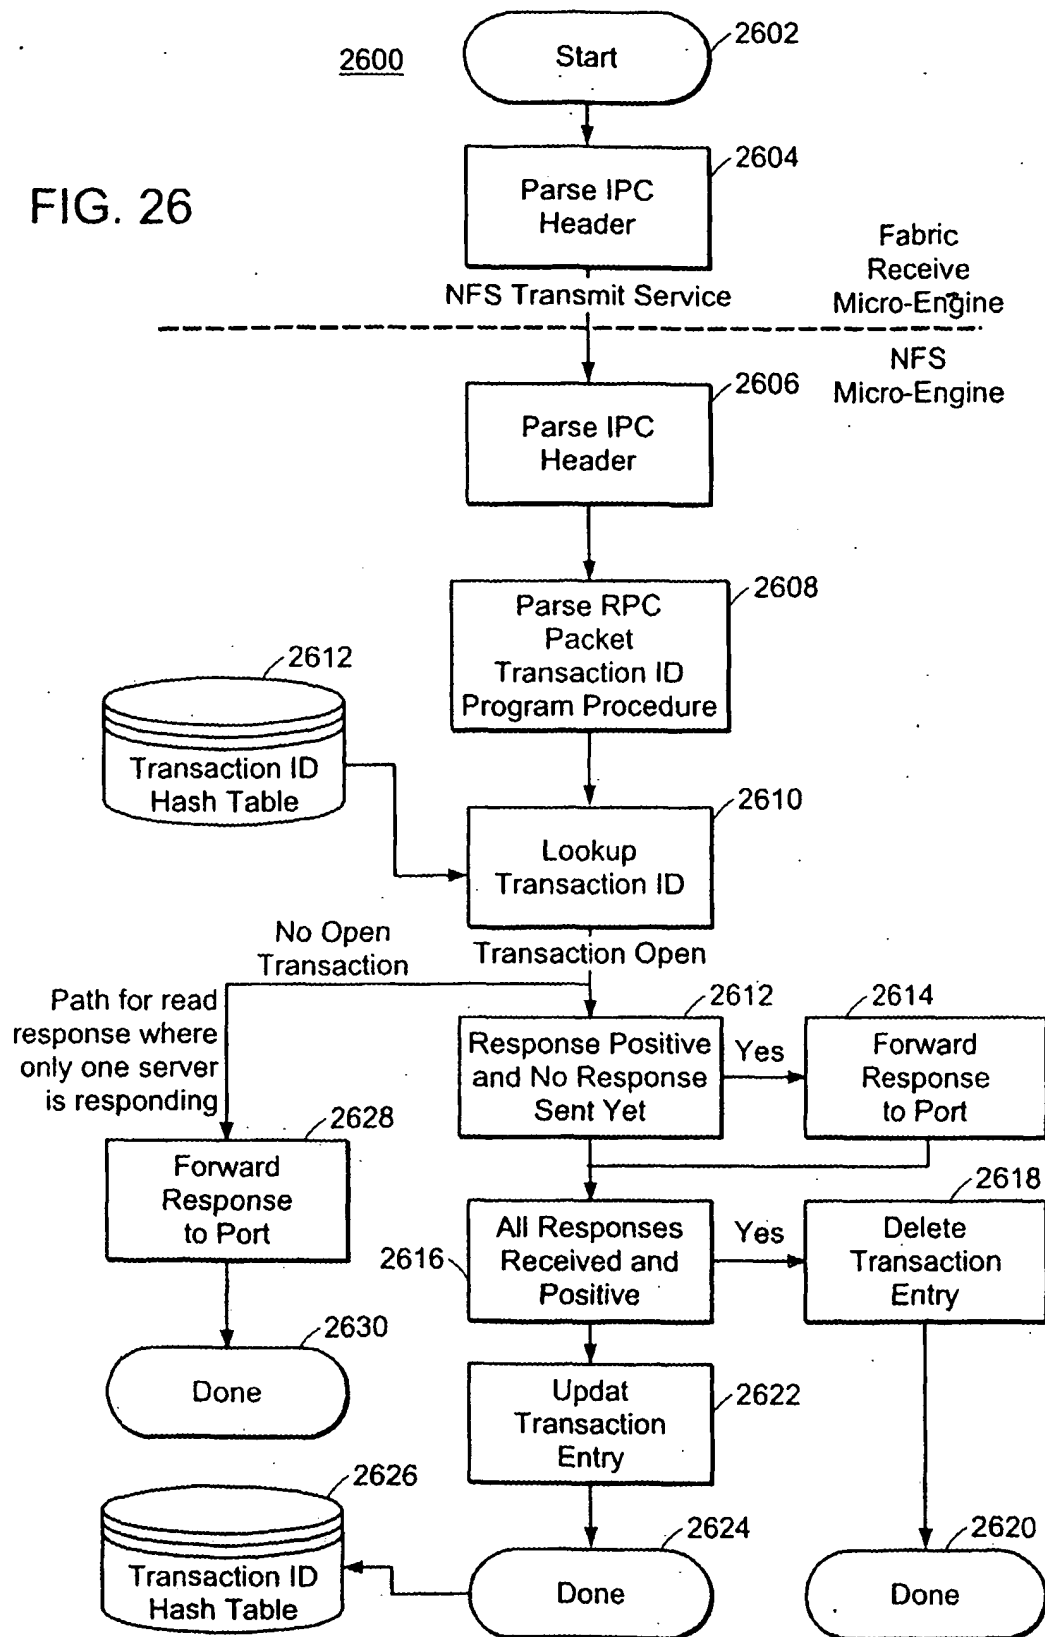 2600
Start
2602
FIG. 26
Parse IPC
Header
2604
NFS Transmit Service
Fabric
Receive
Micro-Engine
NFS
Micro-Engine
Parse IPC
Header
2606
Parse RPC
Packet
Transaction ID
Program Procedure
2608
2612
Transaction ID
Hash Table
Lookup
Transaction ID
2610
No Open
Transaction
Transaction Open
Path for read
response where
only one server
is responding
2612
Response Positive
and No Response
Sent Yet
Yes
2614
Forward
Response
to Port
2628
Forward
Response
to Port
2616
All Responses
Received and
Positive
Yes
2618
Delete
Transaction
Entry
2630
Done
Updat
Transaction
Entry
2622
2626
Transaction ID
Hash Table
2624
Done
2620
Done